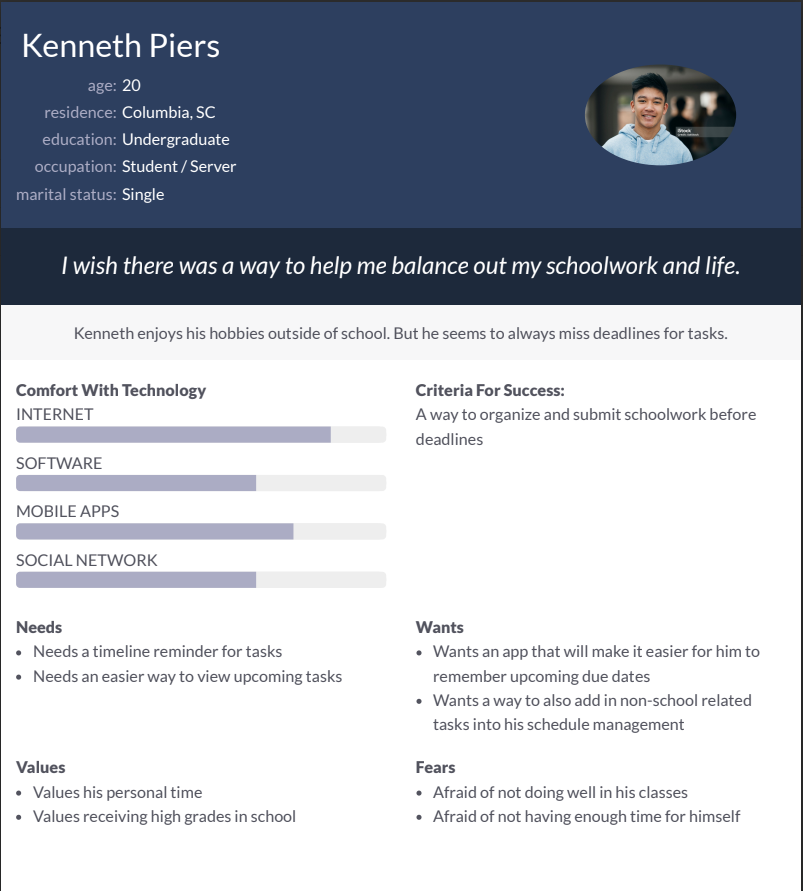 Kenneth Piers
age: 20
residence: Columbia, SC
education: Undergraduate
occupation: Student / Server
marital status: Single
iStock
I wish there was a way to help me balance out my schoolwork and life.
Kenneth enjoys his hobbies outside of school. But he seems to always miss deadlines for tasks.
Comfort With Technology
INTERNET
SOFTWARE
MOBILE APPS
SOCIAL NETWORK
Criteria For Success:
A way to organize and submit schoolwork before
deadlines
Needs
• Needs a timeline reminder for tasks
• Needs an easier way to view upcoming tasks
Wants
• Wants an app that will make it easier for him to
remember upcoming due dates
• Wants a way to also add in non-school related
tasks into his schedule management
Values
• Values his personal time
• Values receiving high grades in school
Fears
• Afraid of not doing well in his classes
• Afraid of not having enough time for himself